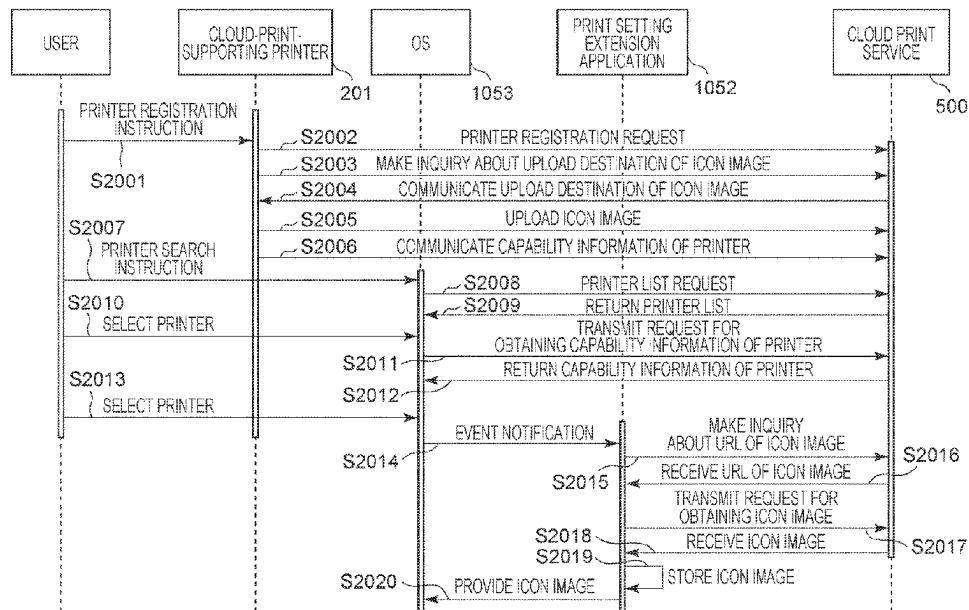 USER
CLOUD-PRINT-
SUPPORTING PRINTER
OS
PRINT SETTING
EXTENSION
APPLICATION
CLOUD PRINT
SERVICE
201
1053
1052
500
PRINTER REGISTRATION
INSTRUCTION
S2001
S2002
PRINTER REGISTRATION REQUEST
S2003
MAKE INQUIRY ABOUT UPLOAD DESTINATION OF ICON IMAGE
S2004
COMMUNICATE UPLOAD DESTINATION OF ICON IMAGE
S2005
UPLOAD ICON IMAGE
S2006
COMMUNICATE CAPABILITY INFORMATION OF PRINTER
S2007
PRINTER SEARCH
INSTRUCTION
S2008
PRINTER LIST REQUEST
S2009
RETURN PRINTER LIST
S2010
SELECT PRINTER
TRANSMIT REQUEST FOR
OBTAINING CAPABILITY INFORMATION OF PRINTER
S2011
RETURN CAPABILITY INFORMATION OF PRINTER
S2012
S2013
SELECT PRINTER
EVENT NOTIFICATION
S2014
MAKE INQUIRY
ABOUT URL OF ICON IMAGE
S2015
S2016
RECEIVE URL OF ICON IMAGE
TRANSMIT REQUEST FOR
OBTAINING ICON IMAGE
S2017
S2018
RECEIVE ICON IMAGE
S2019
STORE ICON IMAGE
S2020
PROVIDE ICON IMAGE